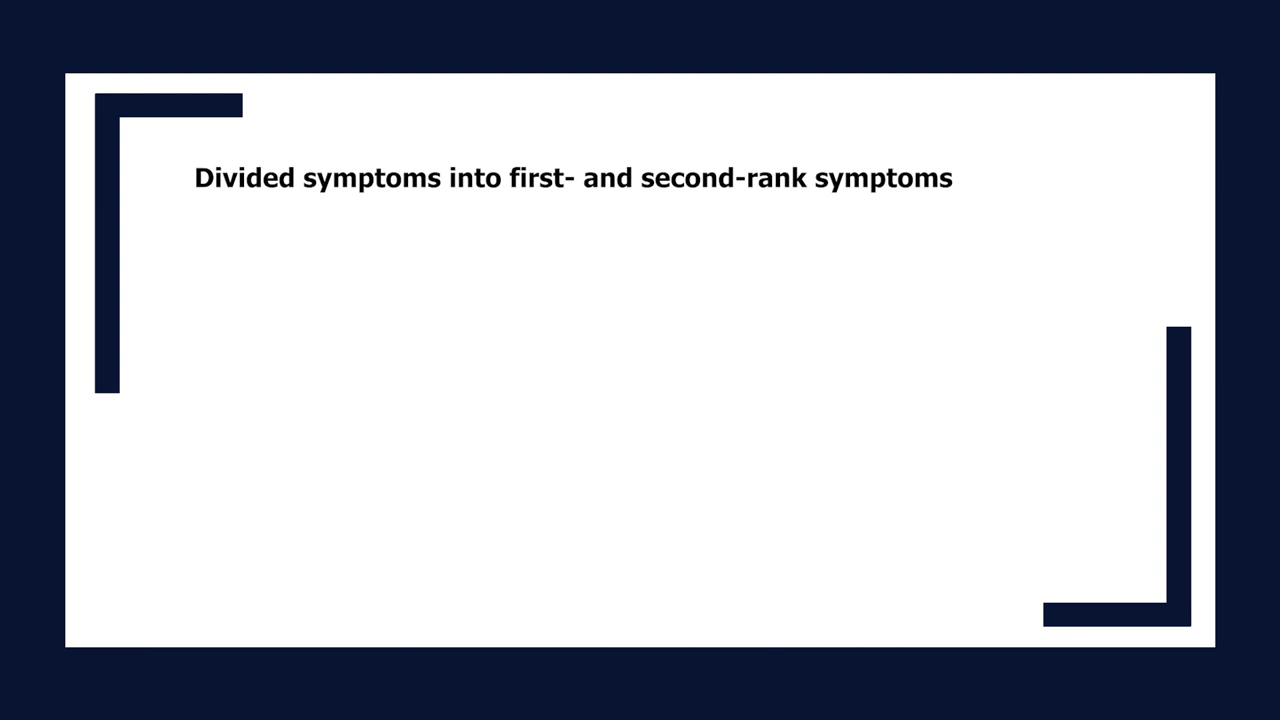 Divided symptoms into first- and second-rank symptoms